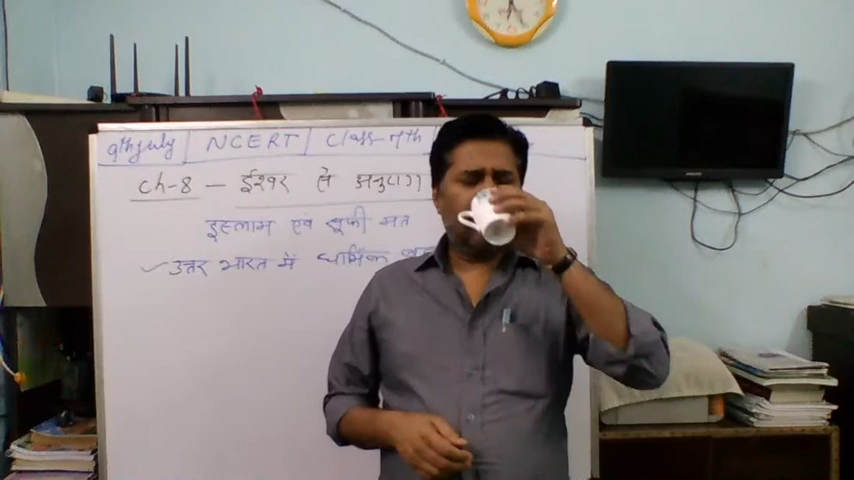 9th July | NCERT | Class-7th |
Ch-8 — ईश्वर से अनुराग
इस्लाम एवं सूफी मत
✓ उत्तर भारत में धार्मिक